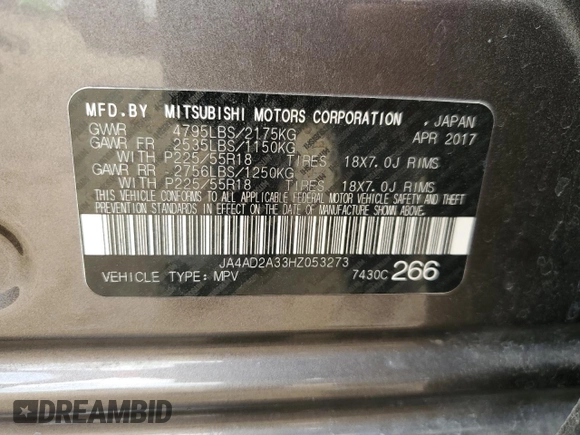 MFD.BY MITSUBISHI MOTORS CORPORATION , JAPAN
GVWR 4795LBS/2175KG APR 2017
GAWR FR 2535LBS/1150KG
WITH P225/55R18 TIRES 18X7.0J RIMS
GAWR RR 2756LBS/1250KG
WITH P225/55R18 TIRES 18X7.0J RIMS
THIS VEHICLE CONFORMS TO ALL APPLICABLE FEDERAL MOTOR VEHICLE SAFETY AND THEFT
PREVENTION STANDARDS IN EFFECT ON THE DATE OF MANUFACTURE SHOWN ABOVE.
JA4AD2A33HZ053273
VEHICLE TYPE: MPV 7430C 266
DREAMBID